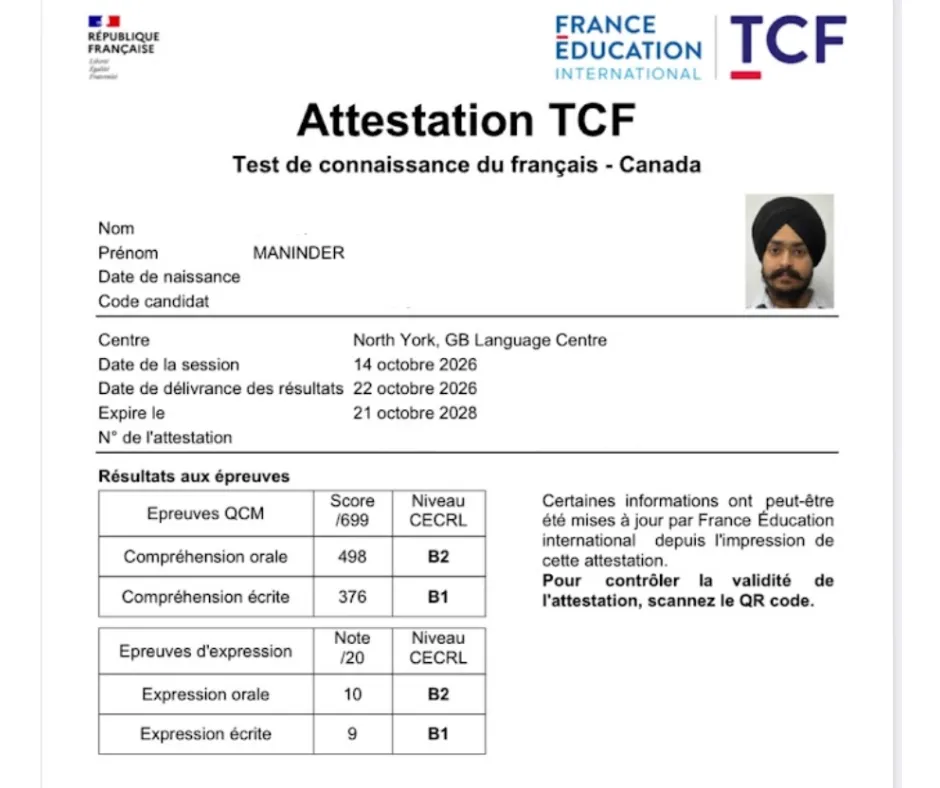 RÉPUBLIQUE
FRANÇAISE
Liberté
Égalité
Fraternité
FRANCE
ÉDUCATION
INTERNATIONAL
TCF
Attestation TCF
Test de connaissance du français - Canada
Nom
Prénom MANINDER
Date de naissance
Code candidat
Centre North York, GB Language Centre
Date de la session 14 octobre 2026
Date de délivrance des résultats 22 octobre 2026
Expire le 21 octobre 2028
N° de l'attestation
Résultats aux épreuves
Epreuves QCM Score /699 Niveau CECRL
Compréhension orale 498 B2
Compréhension écrite 376 B1
Epreuves d'expression Note /20 Niveau CECRL
Expression orale 10 B2
Expression écrite 9 B1
Certaines informations ont peut-être
été mises à jour par France Éducation
international depuis l'impression de
cette attestation.
Pour contrôler la validité de
l'attestation, scannez le QR code.